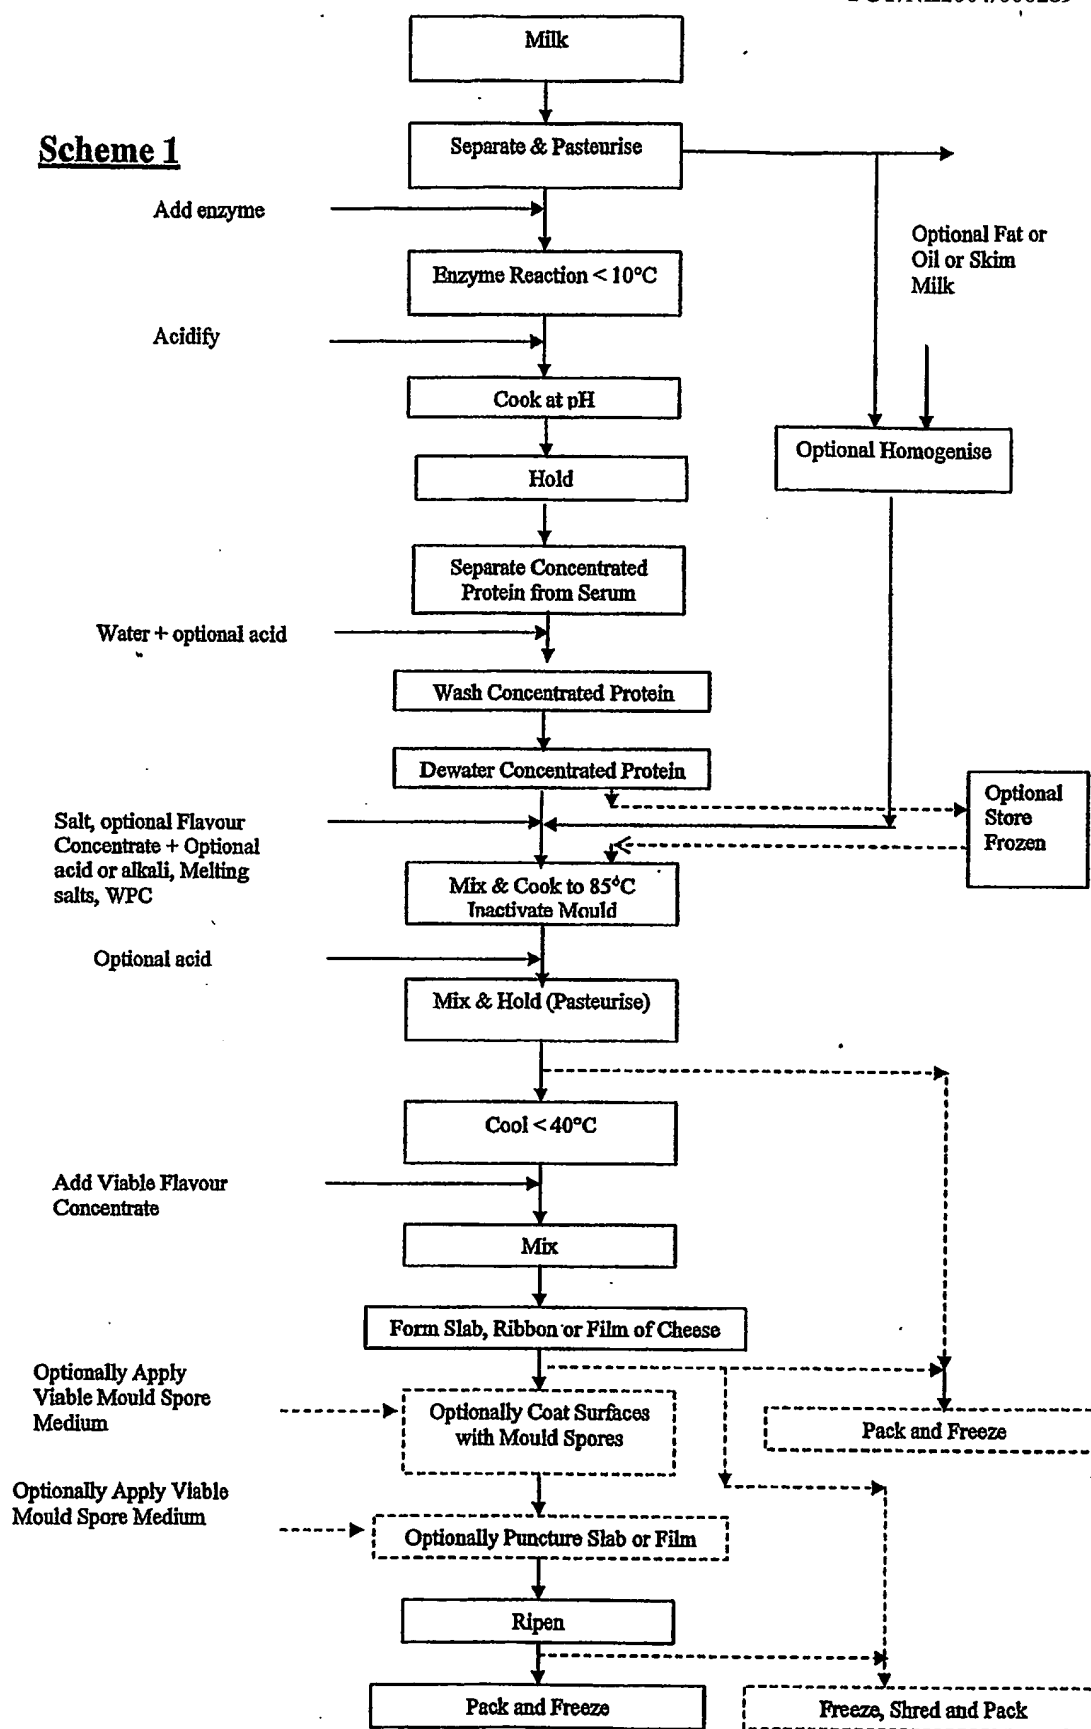 Milk
Scheme 1
Separate & Pasteurise
Add enzyme
Optional Fat or
Oil or Skim
Milk
Enzyme Reaction < 10°C
Acidify
Cook at pH
Optional Homogenise
Hold
Separate Concentrated
Protein from Serum
Water + optional acid
Wash Concentrated Protein
Dewater Concentrated Protein
Optional
Store
Frozen
Salt, optional Flavour
Concentrate + Optional
acid or alkali, Melting
salts, WPC
Mix & Cook to 85°C
Inactivate Mould
Optional acid
Mix & Hold (Pasteurise)
Cool < 40°C
Add Viable Flavour
Concentrate
Mix
Form Slab, Ribbon or Film of Cheese
Optionally Apply
Viable Mould Spore
Medium
Optionally Coat Surfaces
with Mould Spores
Pack and Freeze
Optionally Apply Viable
Mould Spore Medium
Optionally Puncture Slab or Film
Ripen
Pack and Freeze
Freeze, Shred and Pack